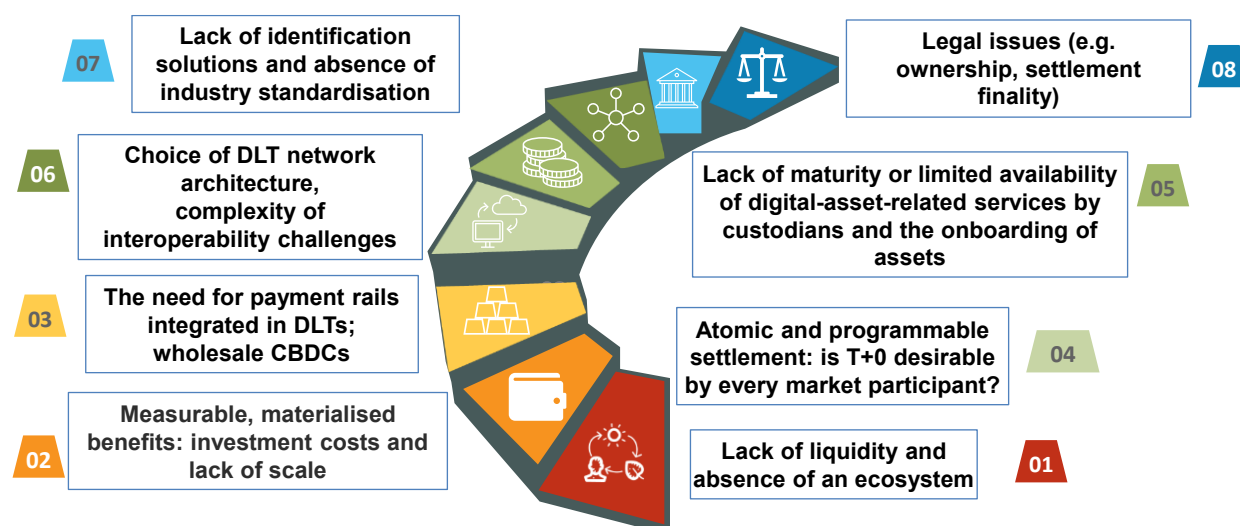 07
Lack of identification
solutions and absence of
industry standardisation
Legal issues (e.g.
ownership, settlement
finality)
08
06
Choice of DLT network
architecture,
complexity of
interoperability challenges
Lack of maturity or limited availability
of digital-asset-related services by
custodians and the onboarding of
assets
05
03
The need for payment rails
integrated in DLTs;
wholesale CBDCs
Atomic and programmable
settlement: is T+0 desirable
by every market participant?
04
02
Measurable, materialised
benefits: investment costs and
lack of scale
Lack of liquidity and
absence of an ecosystem
01